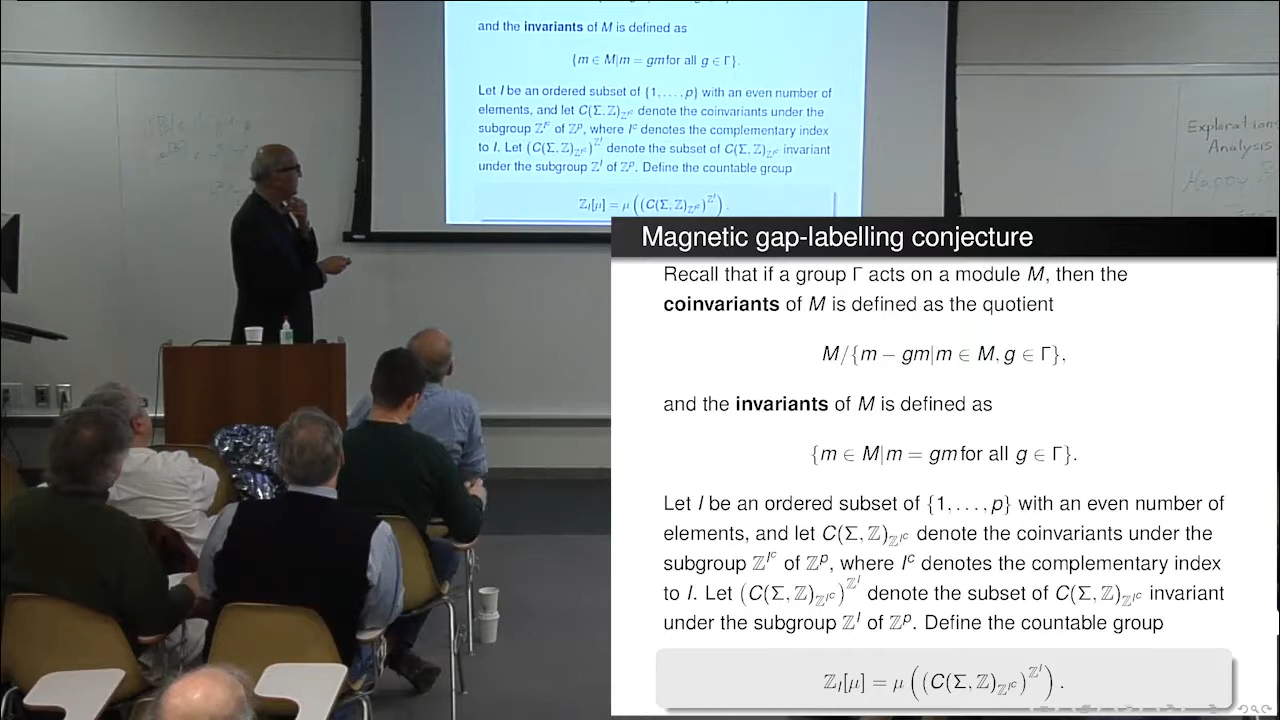 and the invariants of M is defined as
{m ∈ M|m = gm for all g ∈ Γ}.
Let I be an ordered subset of {1, . . . , p} with an even number of
elements, and let C(Σ, ℤ)_{ℤ^{I^c}} denote the coinvariants under the
subgroup ℤ^{I^c} of ℤ^p, where I^c denotes the complementary index
to I. Let (C(Σ, ℤ)_{ℤ^{I^c}})^{ℤ^I} denote the subset of C(Σ, ℤ)_{ℤ^{I^c}} invariant
under the subgroup ℤ^I of ℤ^p. Define the countable group
ℤ_I[μ] = μ ((C(Σ, ℤ)_{ℤ^{I^c}})^{ℤ^I}) .
Explorations
Analysis
Happy
Magnetic gap-labelling conjecture
Recall that if a group Γ acts on a module M, then the
coinvariants of M is defined as the quotient
M/{m − gm|m ∈ M, g ∈ Γ},
and the invariants of M is defined as
{m ∈ M|m = gm for all g ∈ Γ}.
Let I be an ordered subset of {1, . . . , p} with an even number of
elements, and let C(Σ, ℤ)_{ℤ^{I^c}} denote the coinvariants under the
subgroup ℤ^{I^c} of ℤ^p, where I^c denotes the complementary index
to I. Let (C(Σ, ℤ)_{ℤ^{I^c}})^{ℤ^I} denote the subset of C(Σ, ℤ)_{ℤ^{I^c}} invariant
under the subgroup ℤ^I of ℤ^p. Define the countable group
ℤ_I[μ] = μ ((C(Σ, ℤ)_{ℤ^{I^c}})^{ℤ^I}) .